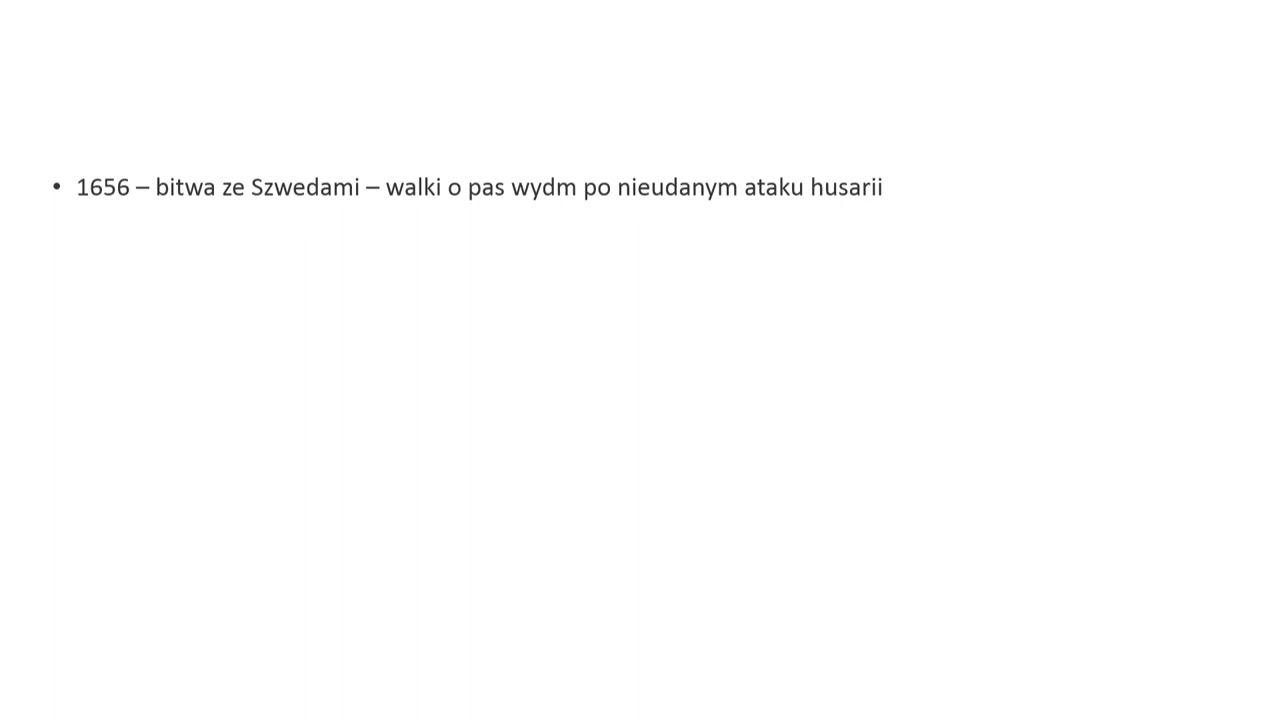 • 1656 – bitwa ze Szwedami – walki o pas wydm po nieudanym ataku husarii